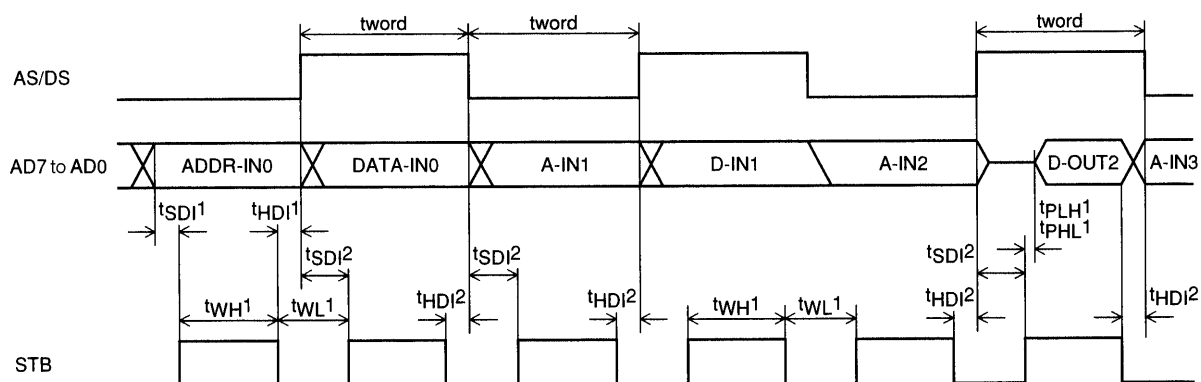 tword tword tword
AS/DS
AD7 to AD0 ADDR-IN0 DATA-IN0 A-IN1 D-IN1 A-IN2 D-OUT2 A-IN3
tSDI1 tHDI1 tPLH1
tPHL1
tSDI2 tSDI2 tSDI2
tHDI2 tHDI2 tHDI2 tHDI2
tWH1 tWL1 tWH1 tWL1
STB